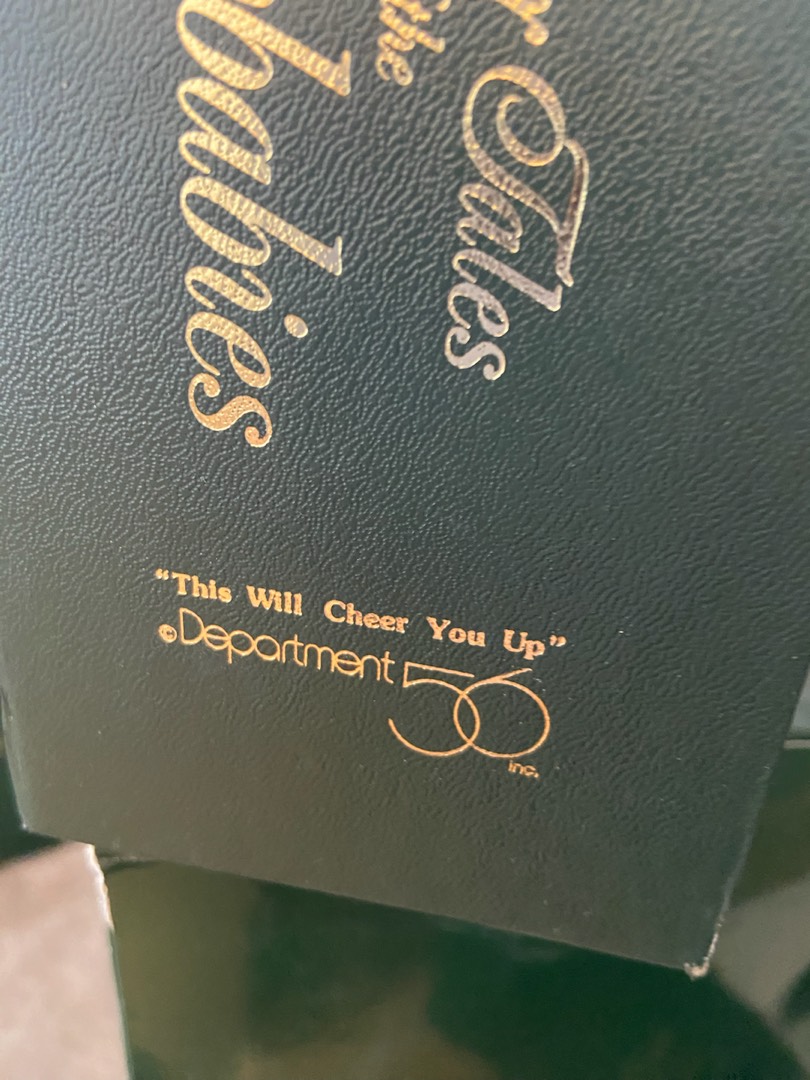 Tales
the
babies
“This Will Cheer You Up”
©Department 56
inc.